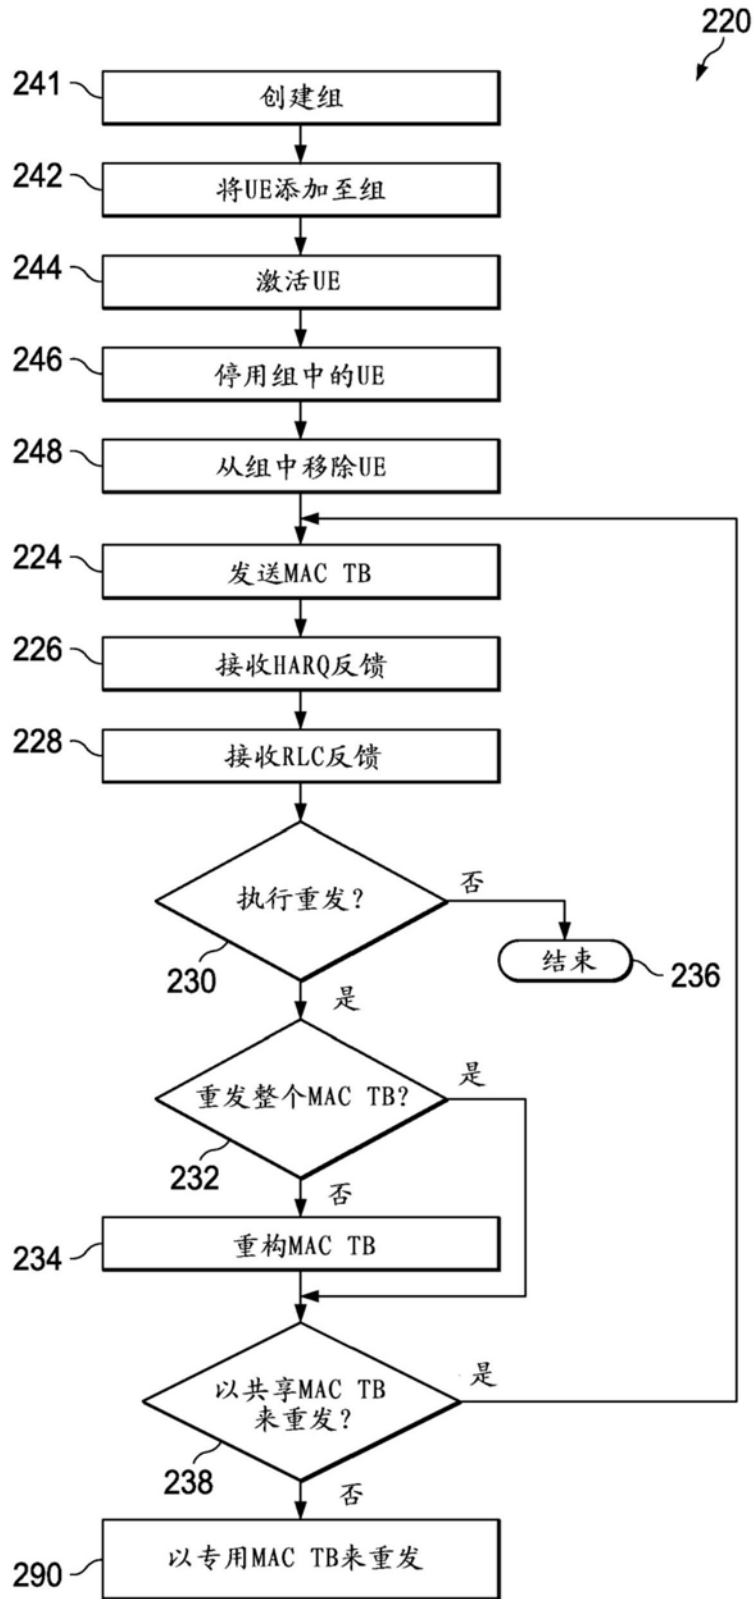 220
241
创建组
242
将UE添加至组
244
激活UE
246
停用组中的UE
248
从组中移除UE
224
发送MAC TB
226
接收HARQ反馈
228
接收RLC反馈
执行重发?
否
230
结束
236
是
重发整个MAC TB?
是
232
否
234
重构MAC TB
以共享MAC TB
来重发?
是
238
否
290
以专用MAC TB来重发